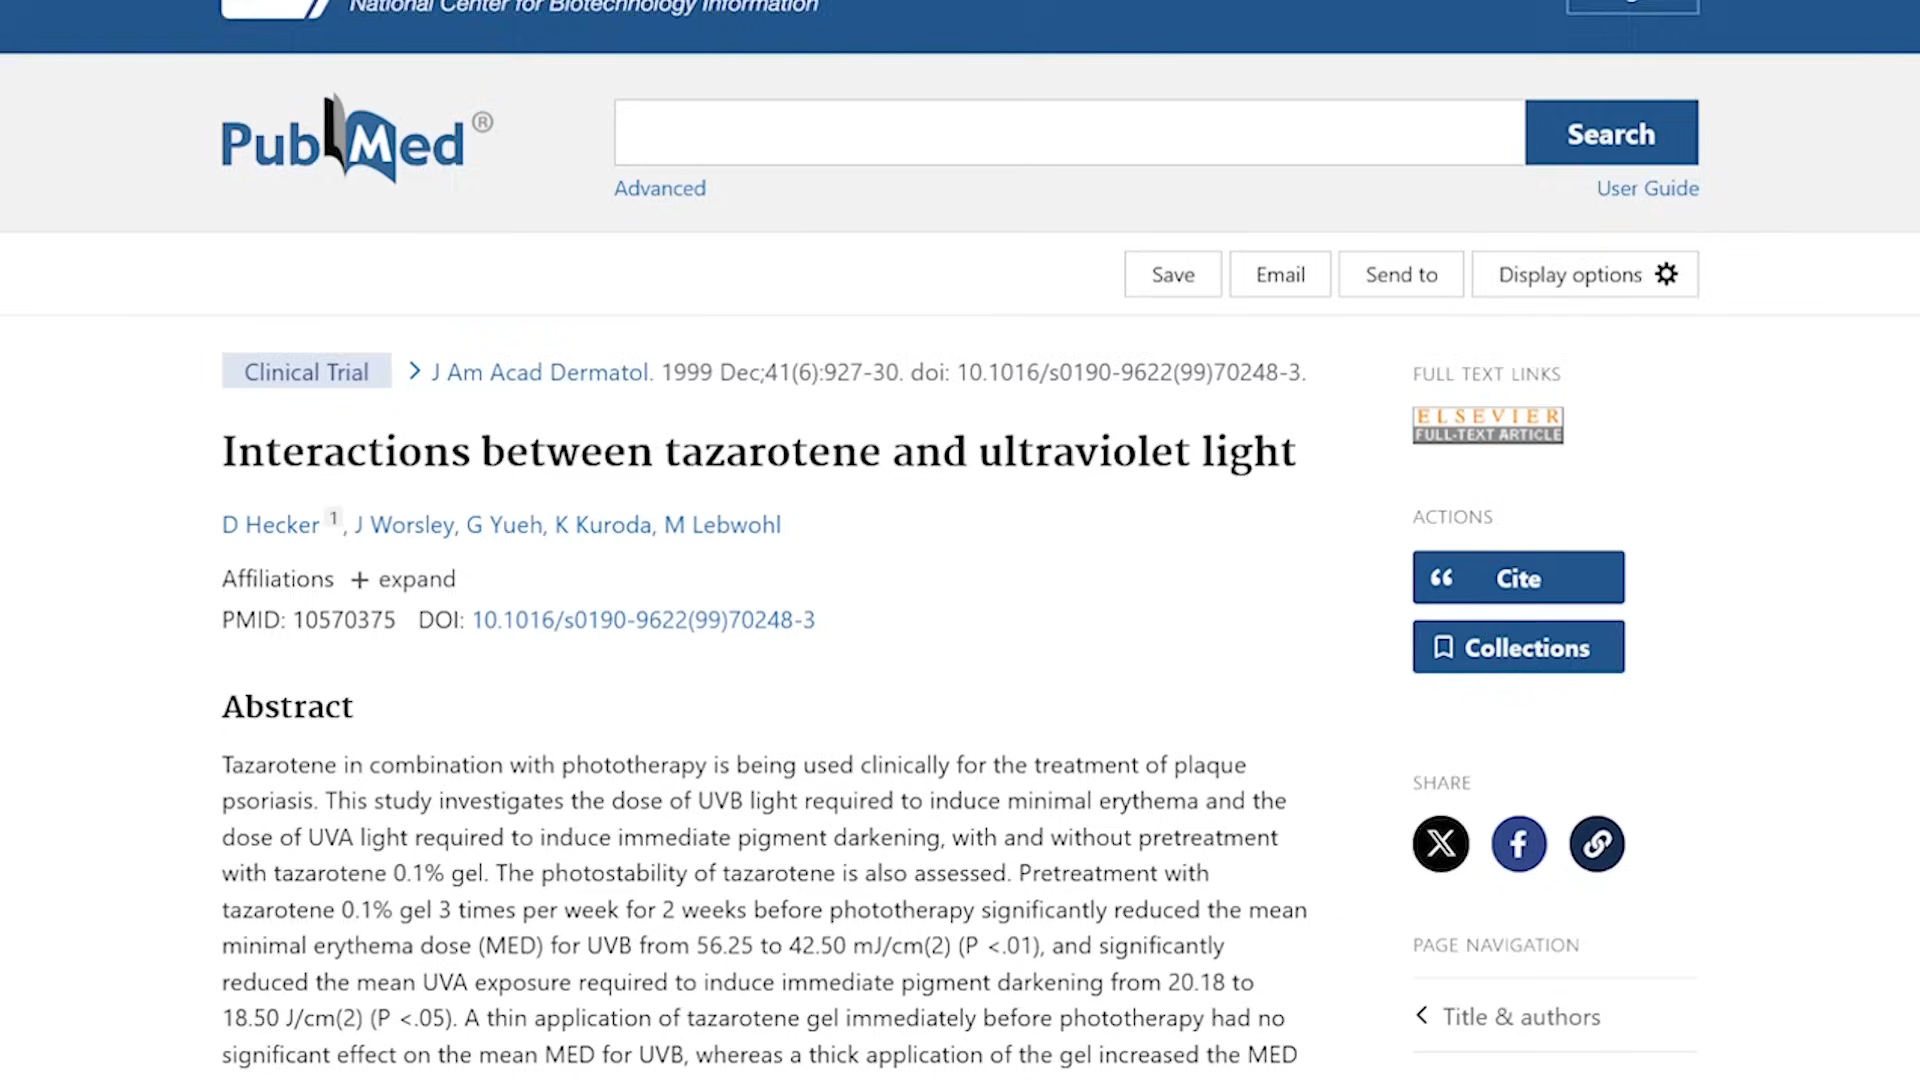 National Center for Biotechnology Information
PubMed®
Search
Advanced
User Guide
Save
Email
Send to
Display options
Clinical Trial
J Am Acad Dermatol. 1999 Dec;41(6):927-30. doi: 10.1016/s0190-9622(99)70248-3.
Interactions between tazarotene and ultraviolet light
D Hecker 1, J Worsley, G Yueh, K Kuroda, M Lebwohl
Affiliations + expand
PMID: 10570375 DOI: 10.1016/s0190-9622(99)70248-3
Abstract
Tazarotene in combination with phototherapy is being used clinically for the treatment of plaque
psoriasis. This study investigates the dose of UVB light required to induce minimal erythema and the
dose of UVA light required to induce immediate pigment darkening, with and without pretreatment
with tazarotene 0.1% gel. The photostability of tazarotene is also assessed. Pretreatment with
tazarotene 0.1% gel 3 times per week for 2 weeks before phototherapy significantly reduced the mean
minimal erythema dose (MED) for UVB from 56.25 to 42.50 mJ/cm(2) (P <.01), and significantly
reduced the mean UVA exposure required to induce immediate pigment darkening from 20.18 to
18.50 J/cm(2) (P <.05). A thin application of tazarotene gel immediately before phototherapy had no
significant effect on the mean MED for UVB, whereas a thick application of the gel increased the MED
FULL TEXT LINKS
ELSEVIER
FULL-TEXT ARTICLE
ACTIONS
Cite
Collections
SHARE
PAGE NAVIGATION
Title & authors